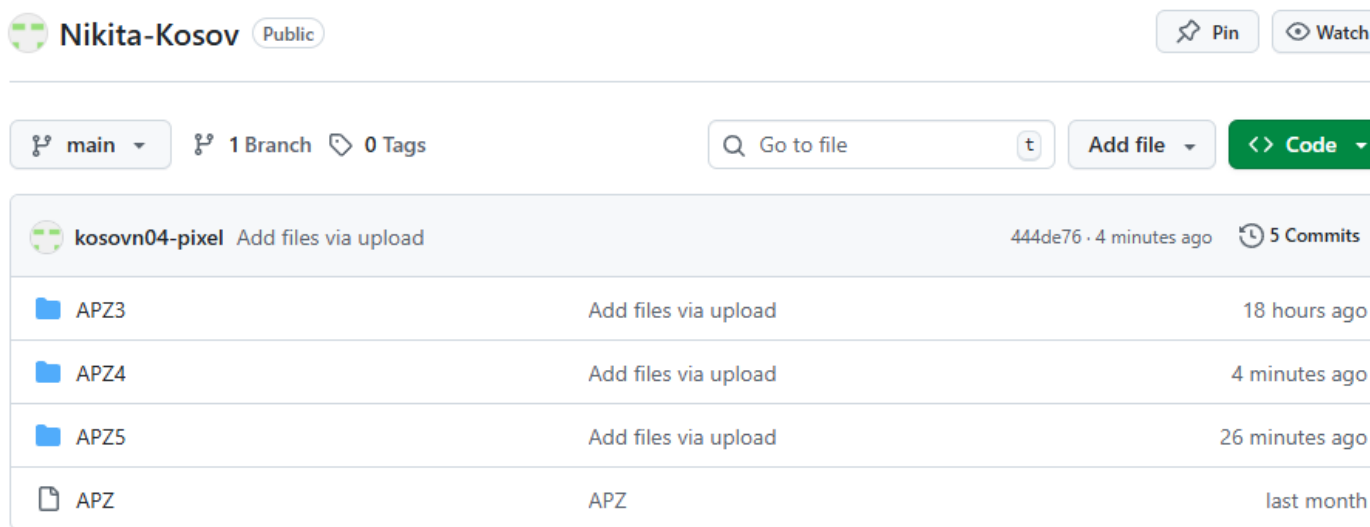 Nikita-Kosov Public Pin Watch
main 1 Branch 0 Tags Go to file t Add file Code
kosovn04-pixel Add files via upload 444de76 · 4 minutes ago 5 Commits
APZ3 Add files via upload 18 hours ago
APZ4 Add files via upload 4 minutes ago
APZ5 Add files via upload 26 minutes ago
APZ APZ last month